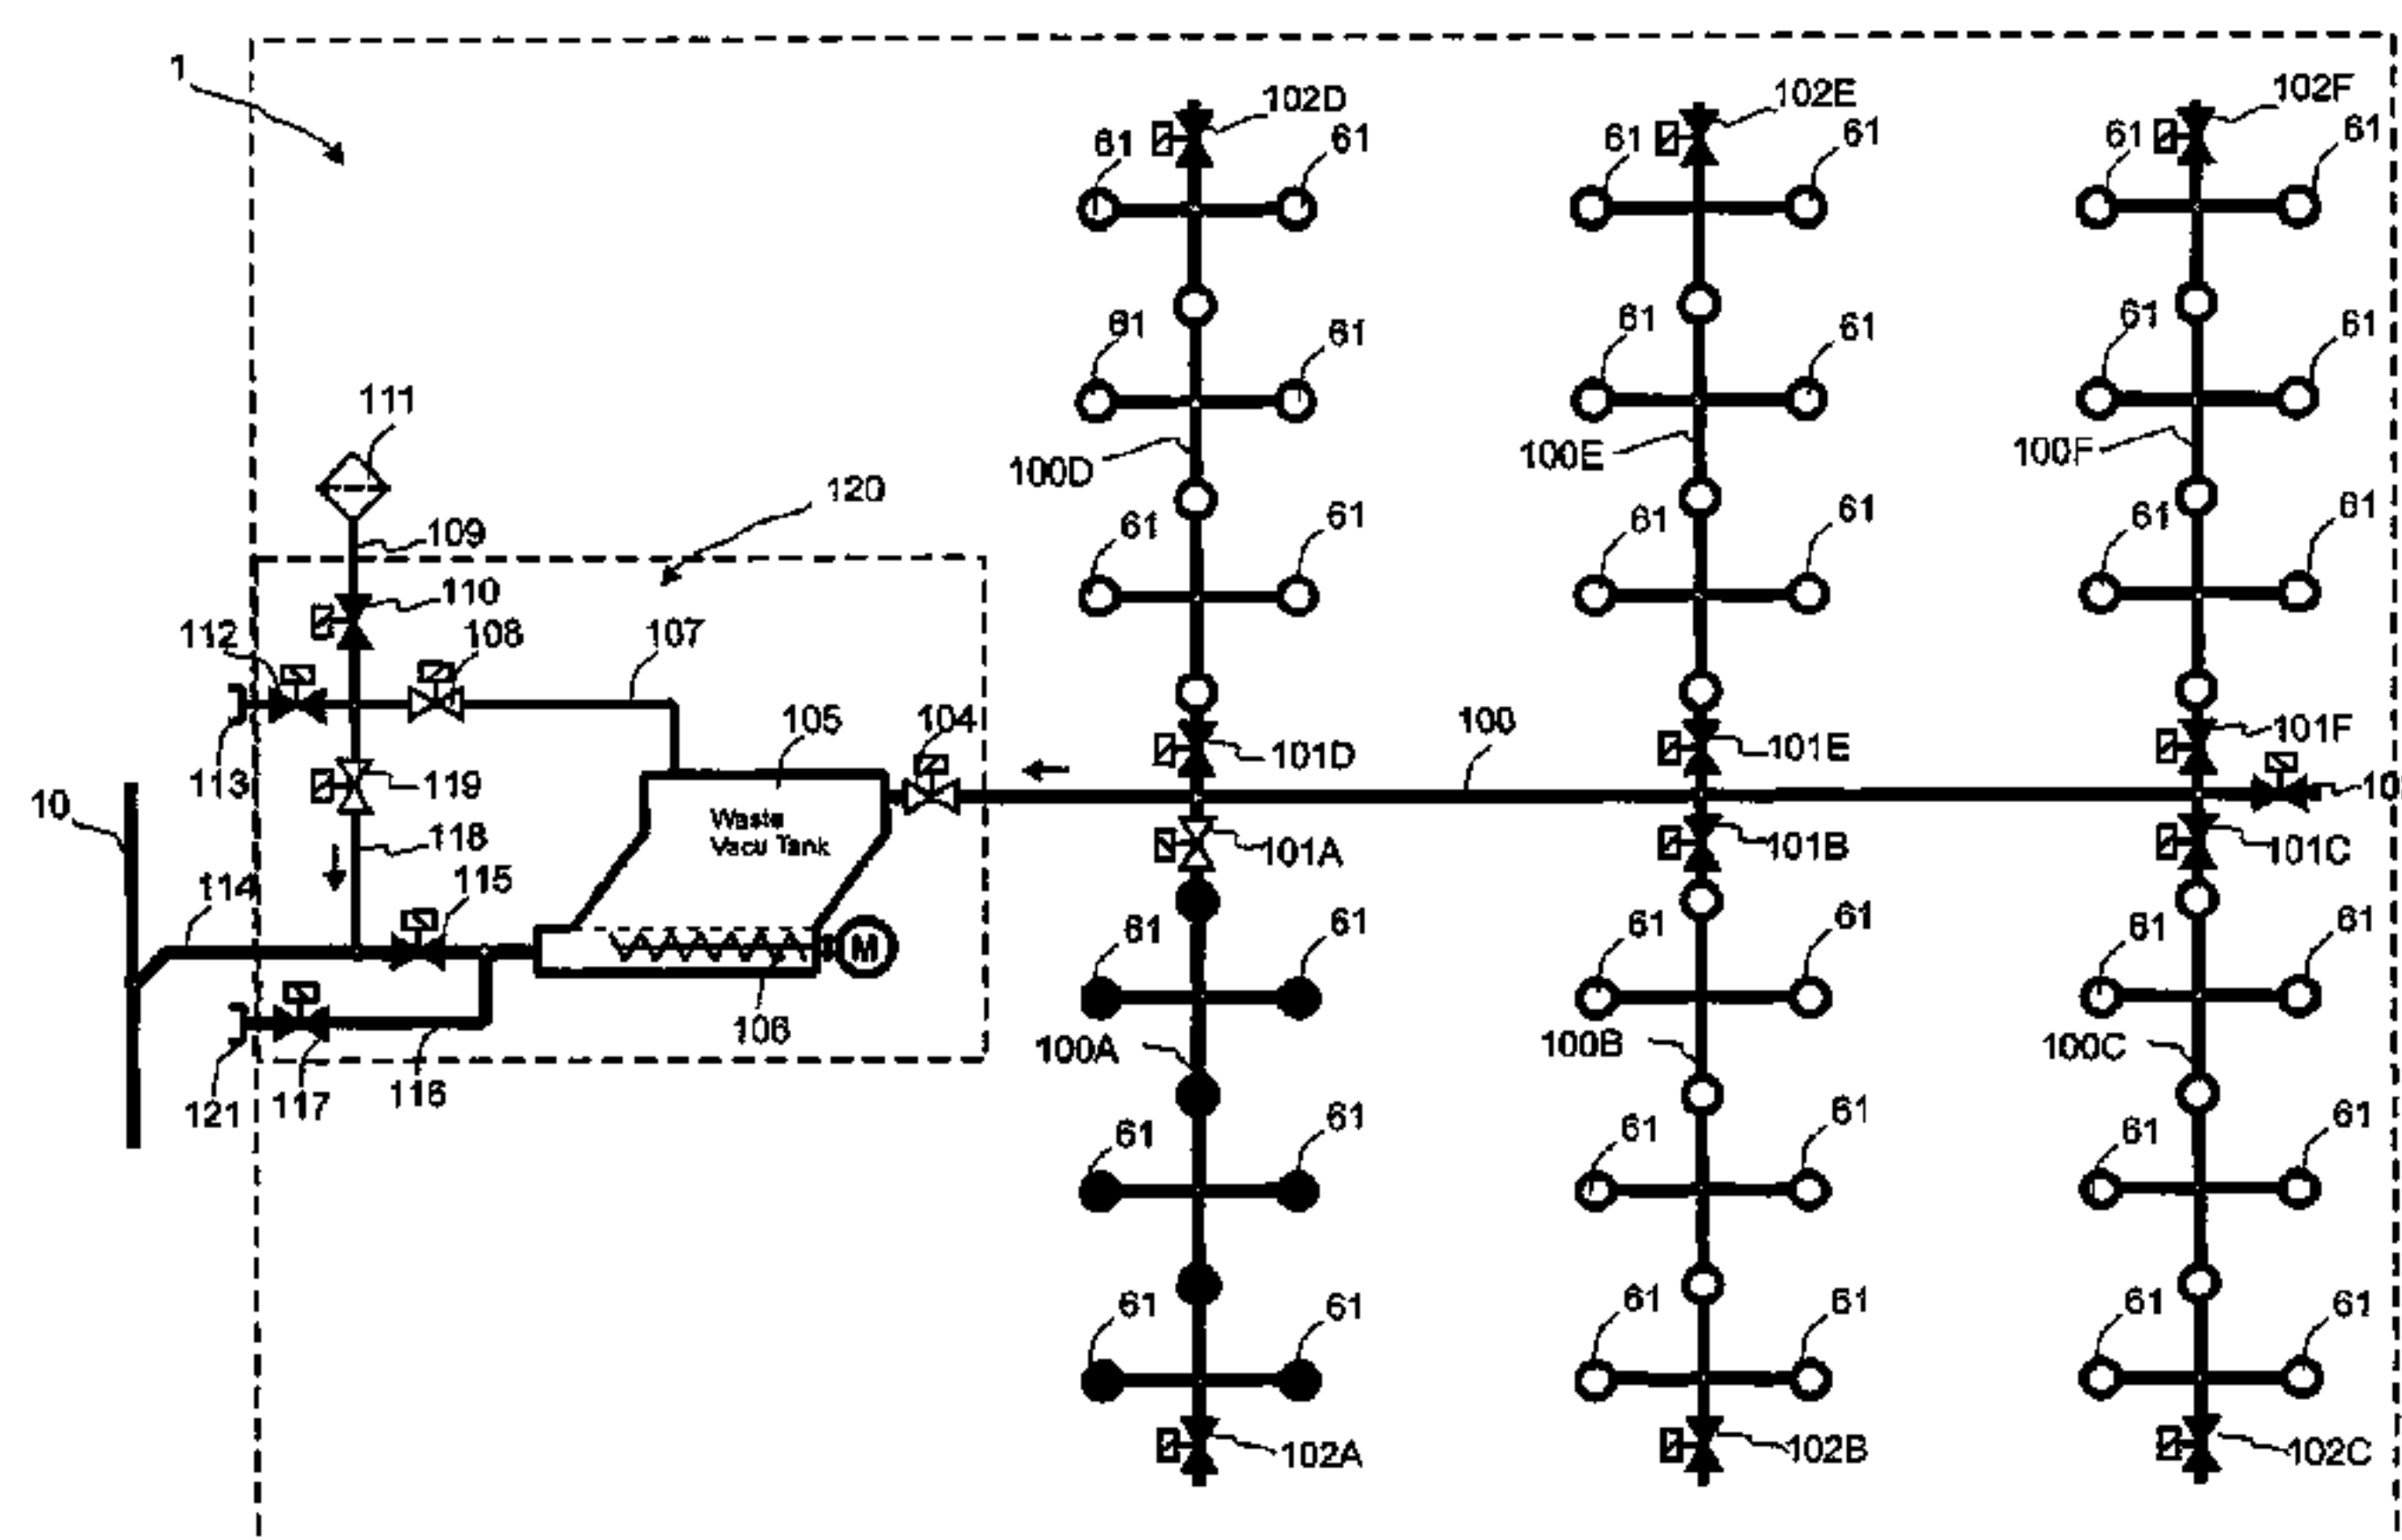 1
102D
102E
102F
61 61 61 61 61 61
61 61 61 61 61 61
111
100D 100E 100F
120
109
61 61 61 61 61 61
110
112 108 107
105 104 100
101D 101E 101F
113 119
10
Waste
Vacu Tank
118
101A 101B 101C
114 115
M
61 61 61 61 61 61
106
100A 100B 100C
121 117 116
61 61 61 61 61 61
61 61 61 61 61 61
102A 102B 102C